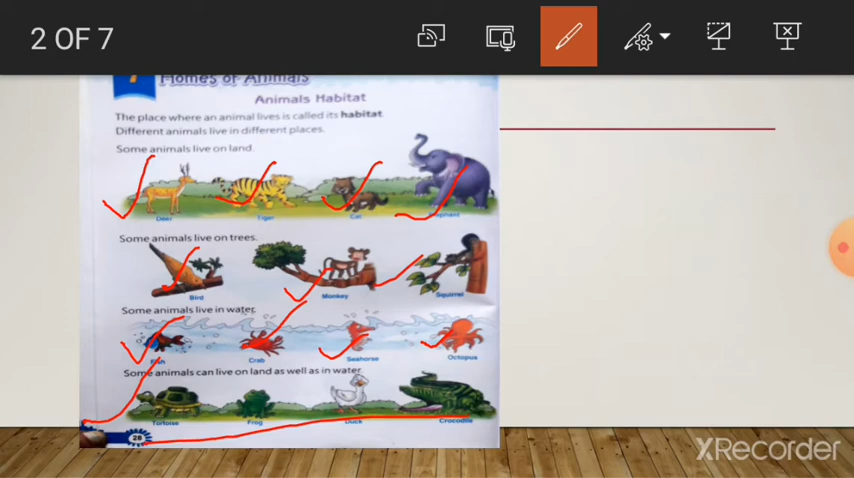 2 OF 7
7 Homes of Animals
Animals Habitat
The place where an animal lives is called its habitat.
Different animals live in different places.
Some animals live on land.
Deer Tiger Cat Elephant
Some animals live on trees.
Bird Monkey Squirrel
Some animals live in water.
Fish Crab Seahorse Octopus
Some animals can live on land as well as in water.
Tortoise Frog Duck Crocodile
28
XRecorder